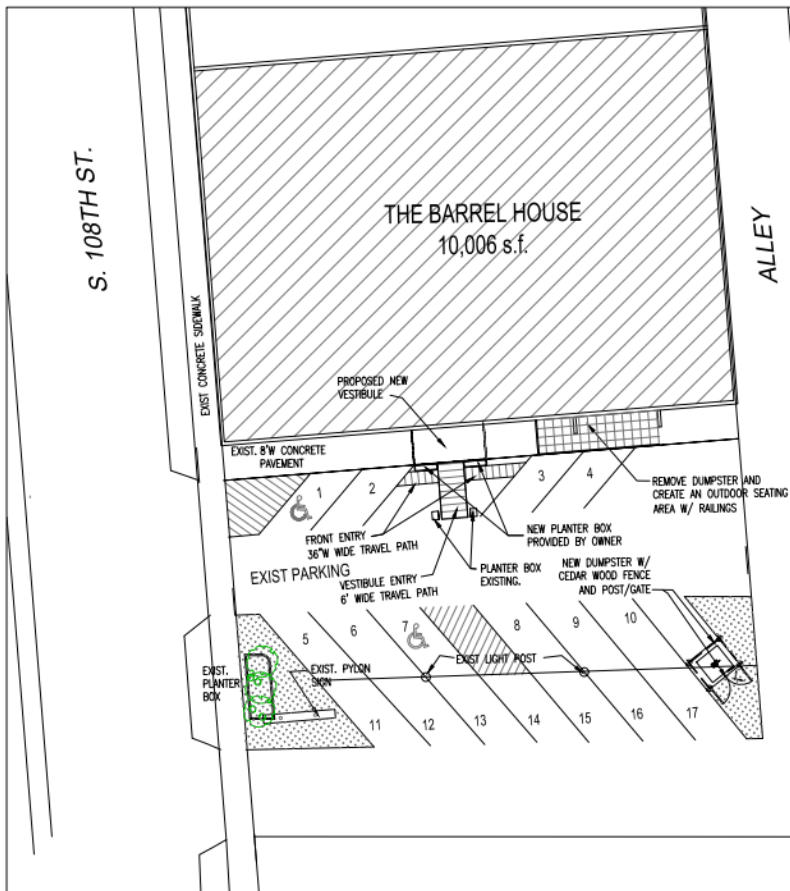 S. 108TH ST.
THE BARREL HOUSE
10,006 s.f.
ALLEY
EXIST CONCRETE SIDEWALK
PROPOSED NEW
VESTIBULE
EXIST. 8'W CONCRETE
PAVEMENT
1
2
3
4
REMOVE DUMPSTER AND
CREATE AN OUTDOOR SEATING
AREA W/ RAILINGS
FRONT ENTRY
36"W WIDE TRAVEL PATH
NEW PLANTER BOX
PROVIDED BY OWNER
EXIST PARKING
VESTIBULE ENTRY
6' WIDE TRAVEL PATH
PLANTER BOX
EXISTING.
NEW DUMPSTER W/
CEDAR WOOD FENCE
AND POST/GATE
5
6
7
8
9
10
EXIST.
PLANTER
BOX
EXIST. PYLON
SIGN
EXIST LIGHT POST
11
12
13
14
15
16
17